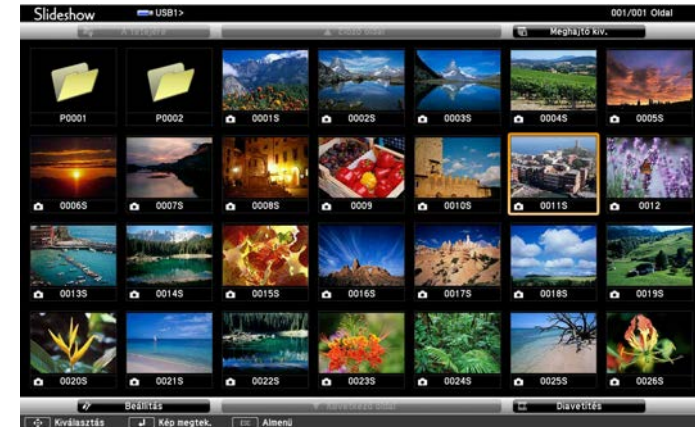 Slideshow USB1> 001/001 Oldal
A tetejére ▲ Előző oldal Meghajtó kiv.
P0001 P0002 0001S 0002S 0003S 0004S 0005S
0006S 0007S 0008S 0009 0010S 0011S 0012
0013S 0014S 0015S 0016S 0017S 0018S 0019S
0020S 0021S 0022S 0023S 0024S 0025S 0026S
Beállítás ▼ Következő oldal Diavetítés
Kiválasztás Kép megtek. Esc Almenü